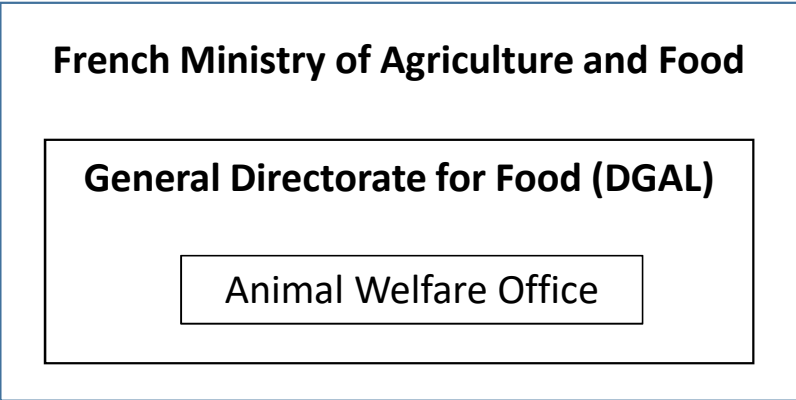 French Ministry of Agriculture and Food
General Directorate for Food (DGAL)
Animal Welfare Office